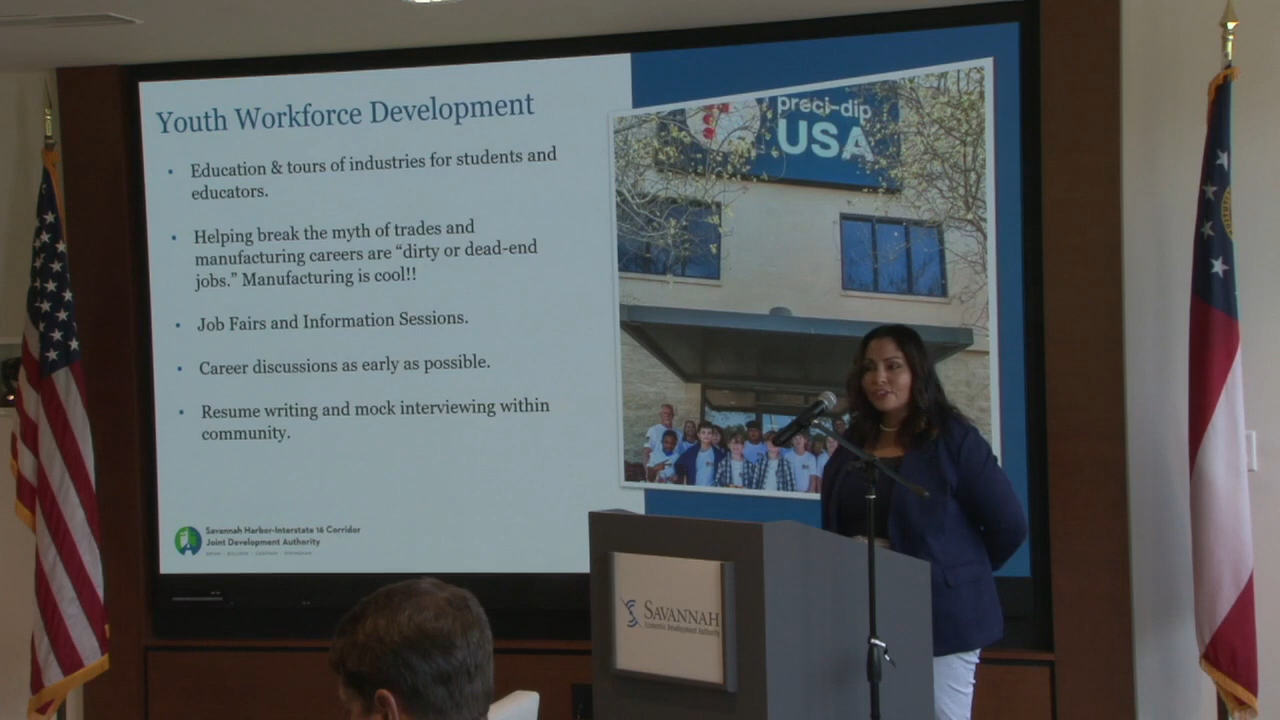 Youth Workforce Development
• Education & tours of industries for students and
educators.
• Helping break the myth of trades and
manufacturing careers are “dirty or dead-end
jobs.” Manufacturing is cool!!
• Job Fairs and Information Sessions.
• Career discussions as early as possible.
• Resume writing and mock interviewing within
community.
Savannah Harbor-Interstate 16 Corridor
Joint Development Authority
preci-dip
USA
SAVANNAH
Economic Development Authority